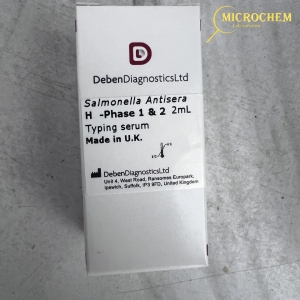 MICROCHEM
D
DebenDiagnosticsLtd
Salmonella Antisera
H -Phase 1 & 2 2mL
Typing serum
Made in U.K.
DebenDiagnosticsLtd
Unit 4, West Road, Ransomes Europark,
Ipswich, Suffolk, IP3 9FD, United Kingdom